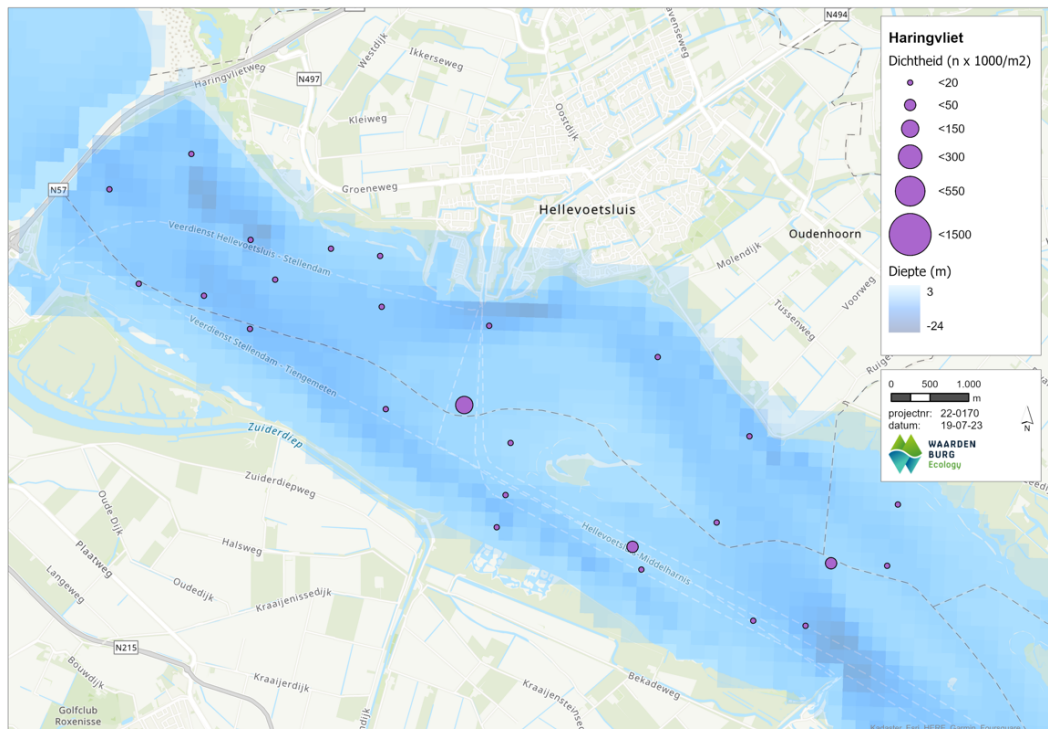 N494
Haringvlietweg
Westdijk
Ikkerseweg
N497
Kleiweg
Oostdijk
Groeneweg
N57
Hellevoetsluis
Oudenhoorn
Molendijk
Voorweg
Tussenweg
Veerdienst Hellevoetsluis - Stellendam
Veerdienst Stellendam - Tiengemeten
Zuiderdiep
Zuiderdiepweg
Oude Dijk
Halsweg
Plaatweg
Langeweg
Oudedijk
Kraaijenissedijk
Hellevoetsluis-Middelharnis
N215
Bouwdijk
Kraaijerdijk
Bekadeweg
Golfclub
Roxenisse
Haringvliet
Dichtheid (n x 1000/m2)
<20
<50
<150
<300
<550
<1500
Diepte (m)
3
-24
0 500 1.000
m
projectnr: 22-0170
datum: 19-07-23
N
WAARDEN
BURG
Ecology